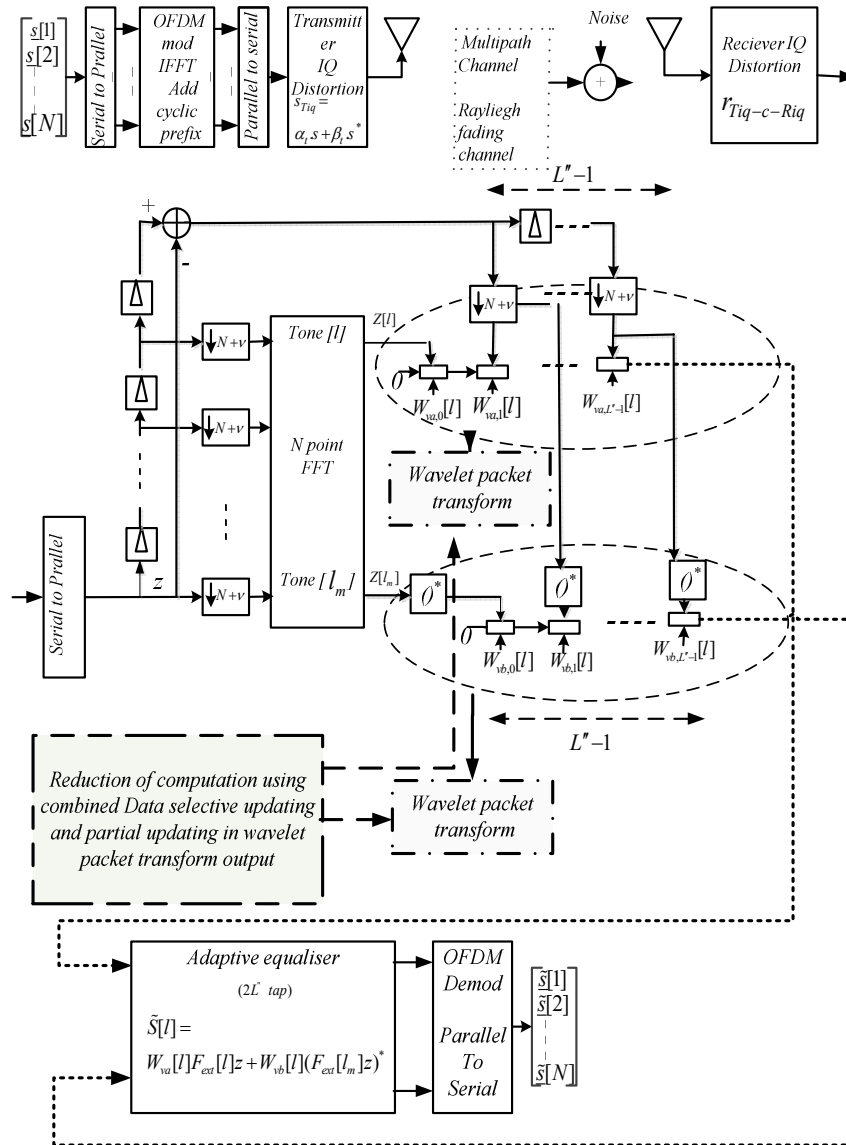 s[1]
s[2]
s[N]
Serial to Prallel
OFDM
mod
IFFT
Add
cyclic
prefix
Parallel to serial
Transmitt
er
IQ
Distortion
s_Tiq =
α_t s + β_t s*
Multipath
Channel
Rayliegh
fading
channel
Noise
+
Reciever IQ
Distortion
r_Tiq-c-Riq
L''-1
+
-
Δ
Δ
Δ
Δ
↓N+ν
↓N+ν
↓N+ν
↓N+ν
↓N+ν
Tone [l]
N point
FFT
Tone [l_m]
Z[l]
0
W_va,0[l]
W_va,1[l]
W_va,L''-1[l]
Wavelet packet
transform
Serial to Prallel
z
Z[l_m]
()*
()*
()*
0
W_vb,0[l]
W_vb,1[l]
W_vb,L''-1[l]
L''-1
Reduction of computation using
combined Data selective updating
and partial updating in wavelet
packet transform output
Wavelet packet
transform
Adaptive equaliser
(2L'' tap)
S̃[l] =
W_va[l]F_ext[l]z + W_vb[l](F_ext[l_m]z)*
OFDM
Demod
Parallel
To
Serial
s̃[1]
s̃[2]
s̃[N]